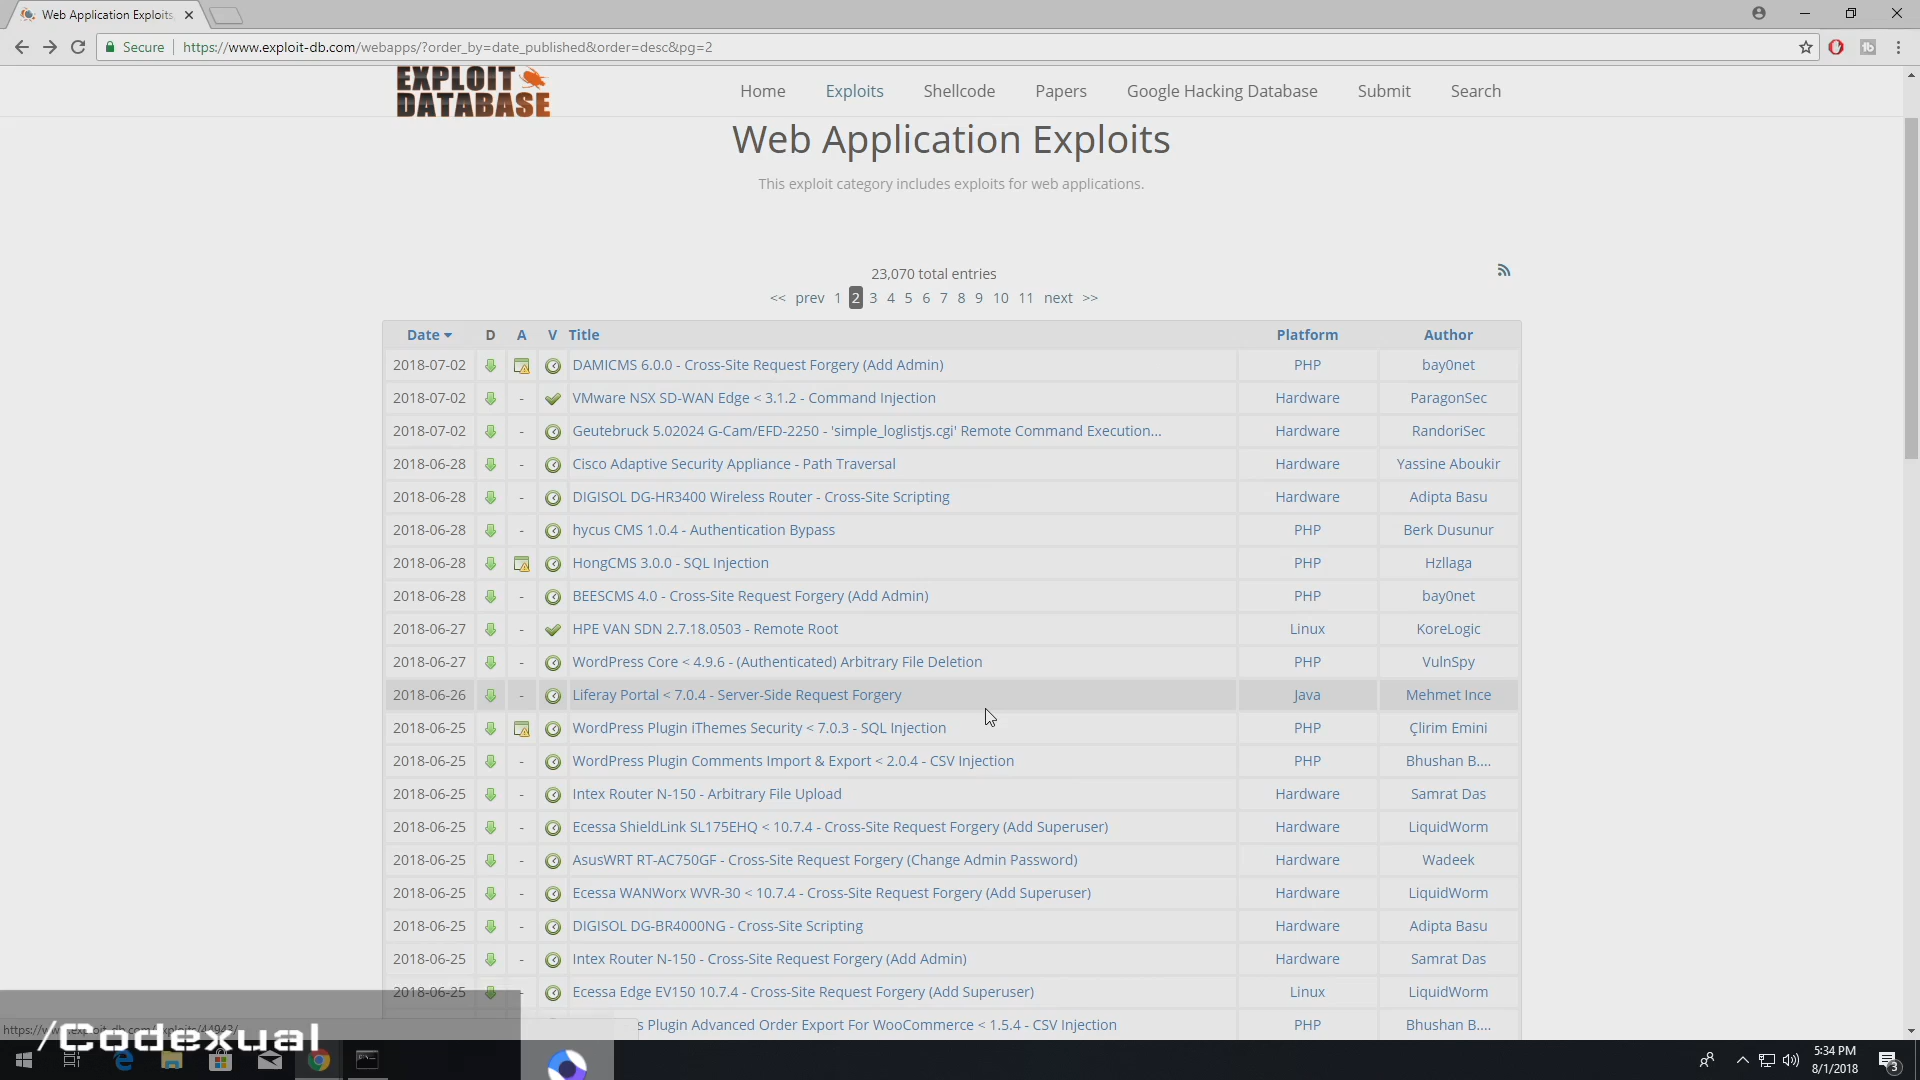 Web Application Exploits
Secure https://www.exploit-db.com/webapps/?order_by=date_published&order=desc&pg=2
EXPLOIT DATABASE
Home Exploits Shellcode Papers Google Hacking Database Submit Search
Web Application Exploits
This exploit category includes exploits for web applications.
23,070 total entries
<< prev 1 2 3 4 5 6 7 8 9 10 11 next >>
Date D A V Title Platform Author
2018-07-02 DAMICMS 6.0.0 - Cross-Site Request Forgery (Add Admin) PHP bay0net
2018-07-02 - VMware NSX SD-WAN Edge < 3.1.2 - Command Injection Hardware ParagonSec
2018-07-02 - Geutebruck 5.02024 G-Cam/EFD-2250 - 'simple_loglistjs.cgi' Remote Command Execution... Hardware RandoriSec
2018-06-28 - Cisco Adaptive Security Appliance - Path Traversal Hardware Yassine Aboukir
2018-06-28 - DIGISOL DG-HR3400 Wireless Router - Cross-Site Scripting Hardware Adipta Basu
2018-06-28 - hycus CMS 1.0.4 - Authentication Bypass PHP Berk Dusunur
2018-06-28 HongCMS 3.0.0 - SQL Injection PHP Hzllaga
2018-06-28 - BEESCMS 4.0 - Cross-Site Request Forgery (Add Admin) PHP bay0net
2018-06-27 - HPE VAN SDN 2.7.18.0503 - Remote Root Linux KoreLogic
2018-06-27 - WordPress Core < 4.9.6 - (Authenticated) Arbitrary File Deletion PHP VulnSpy
2018-06-26 - Liferay Portal < 7.0.4 - Server-Side Request Forgery Java Mehmet Ince
2018-06-25 WordPress Plugin iThemes Security < 7.0.3 - SQL Injection PHP Çlirim Emini
2018-06-25 - WordPress Plugin Comments Import & Export < 2.0.4 - CSV Injection PHP Bhushan B....
2018-06-25 - Intex Router N-150 - Arbitrary File Upload Hardware Samrat Das
2018-06-25 - Ecessa ShieldLink SL175EHQ < 10.7.4 - Cross-Site Request Forgery (Add Superuser) Hardware LiquidWorm
2018-06-25 - AsusWRT RT-AC750GF - Cross-Site Request Forgery (Change Admin Password) Hardware Wadeek
2018-06-25 - Ecessa WANWorx WVR-30 < 10.7.4 - Cross-Site Request Forgery (Add Superuser) Hardware LiquidWorm
2018-06-25 - DIGISOL DG-BR4000NG - Cross-Site Scripting Hardware Adipta Basu
2018-06-25 - Intex Router N-150 - Cross-Site Request Forgery (Add Admin) Hardware Samrat Das
2018-06-25 - Ecessa Edge EV150 10.7.4 - Cross-Site Request Forgery (Add Superuser) Linux LiquidWorm
s Plugin Advanced Order Export For WooCommerce < 1.5.4 - CSV Injection PHP Bhushan B....
/Codexual
5:34 PM
8/1/2018
3